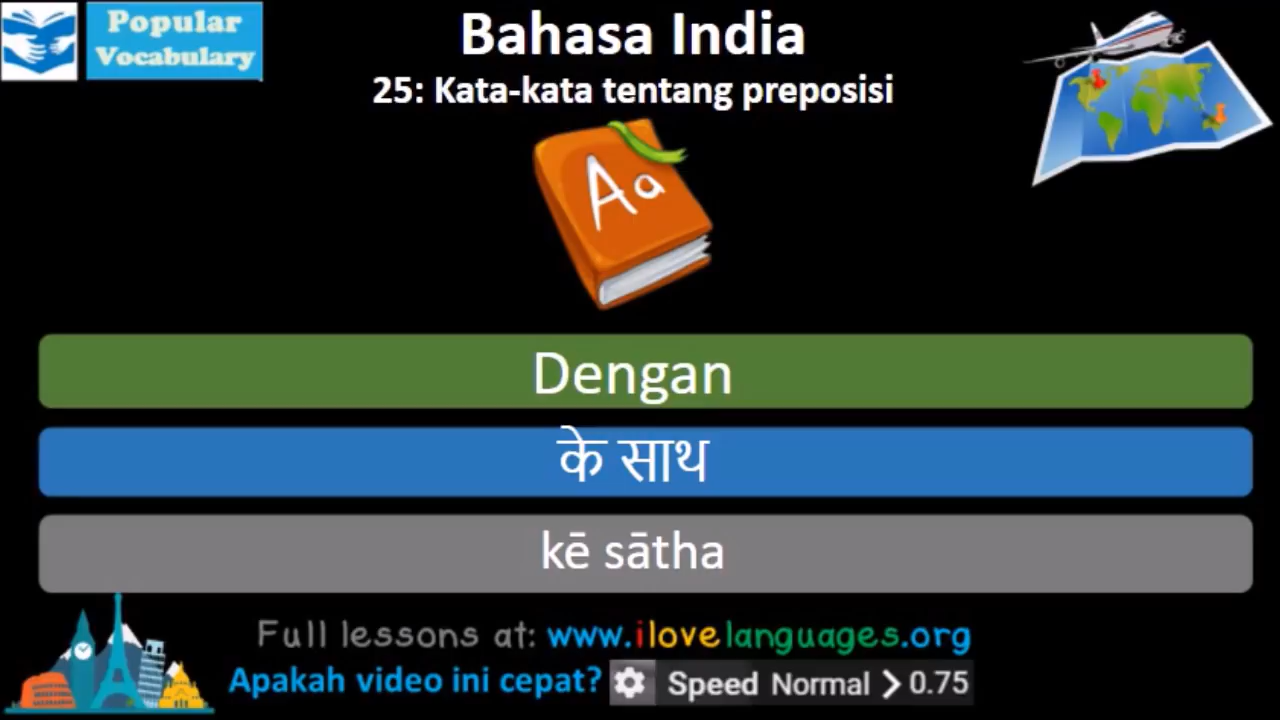 Popular
Vocabulary
Bahasa India
25: Kata-kata tentang preposisi
Aa
Dengan
के साथ
kē sātha
Full lessons at: www.ilovelanguages.org
Apakah video ini cepat? Speed Normal > 0.75